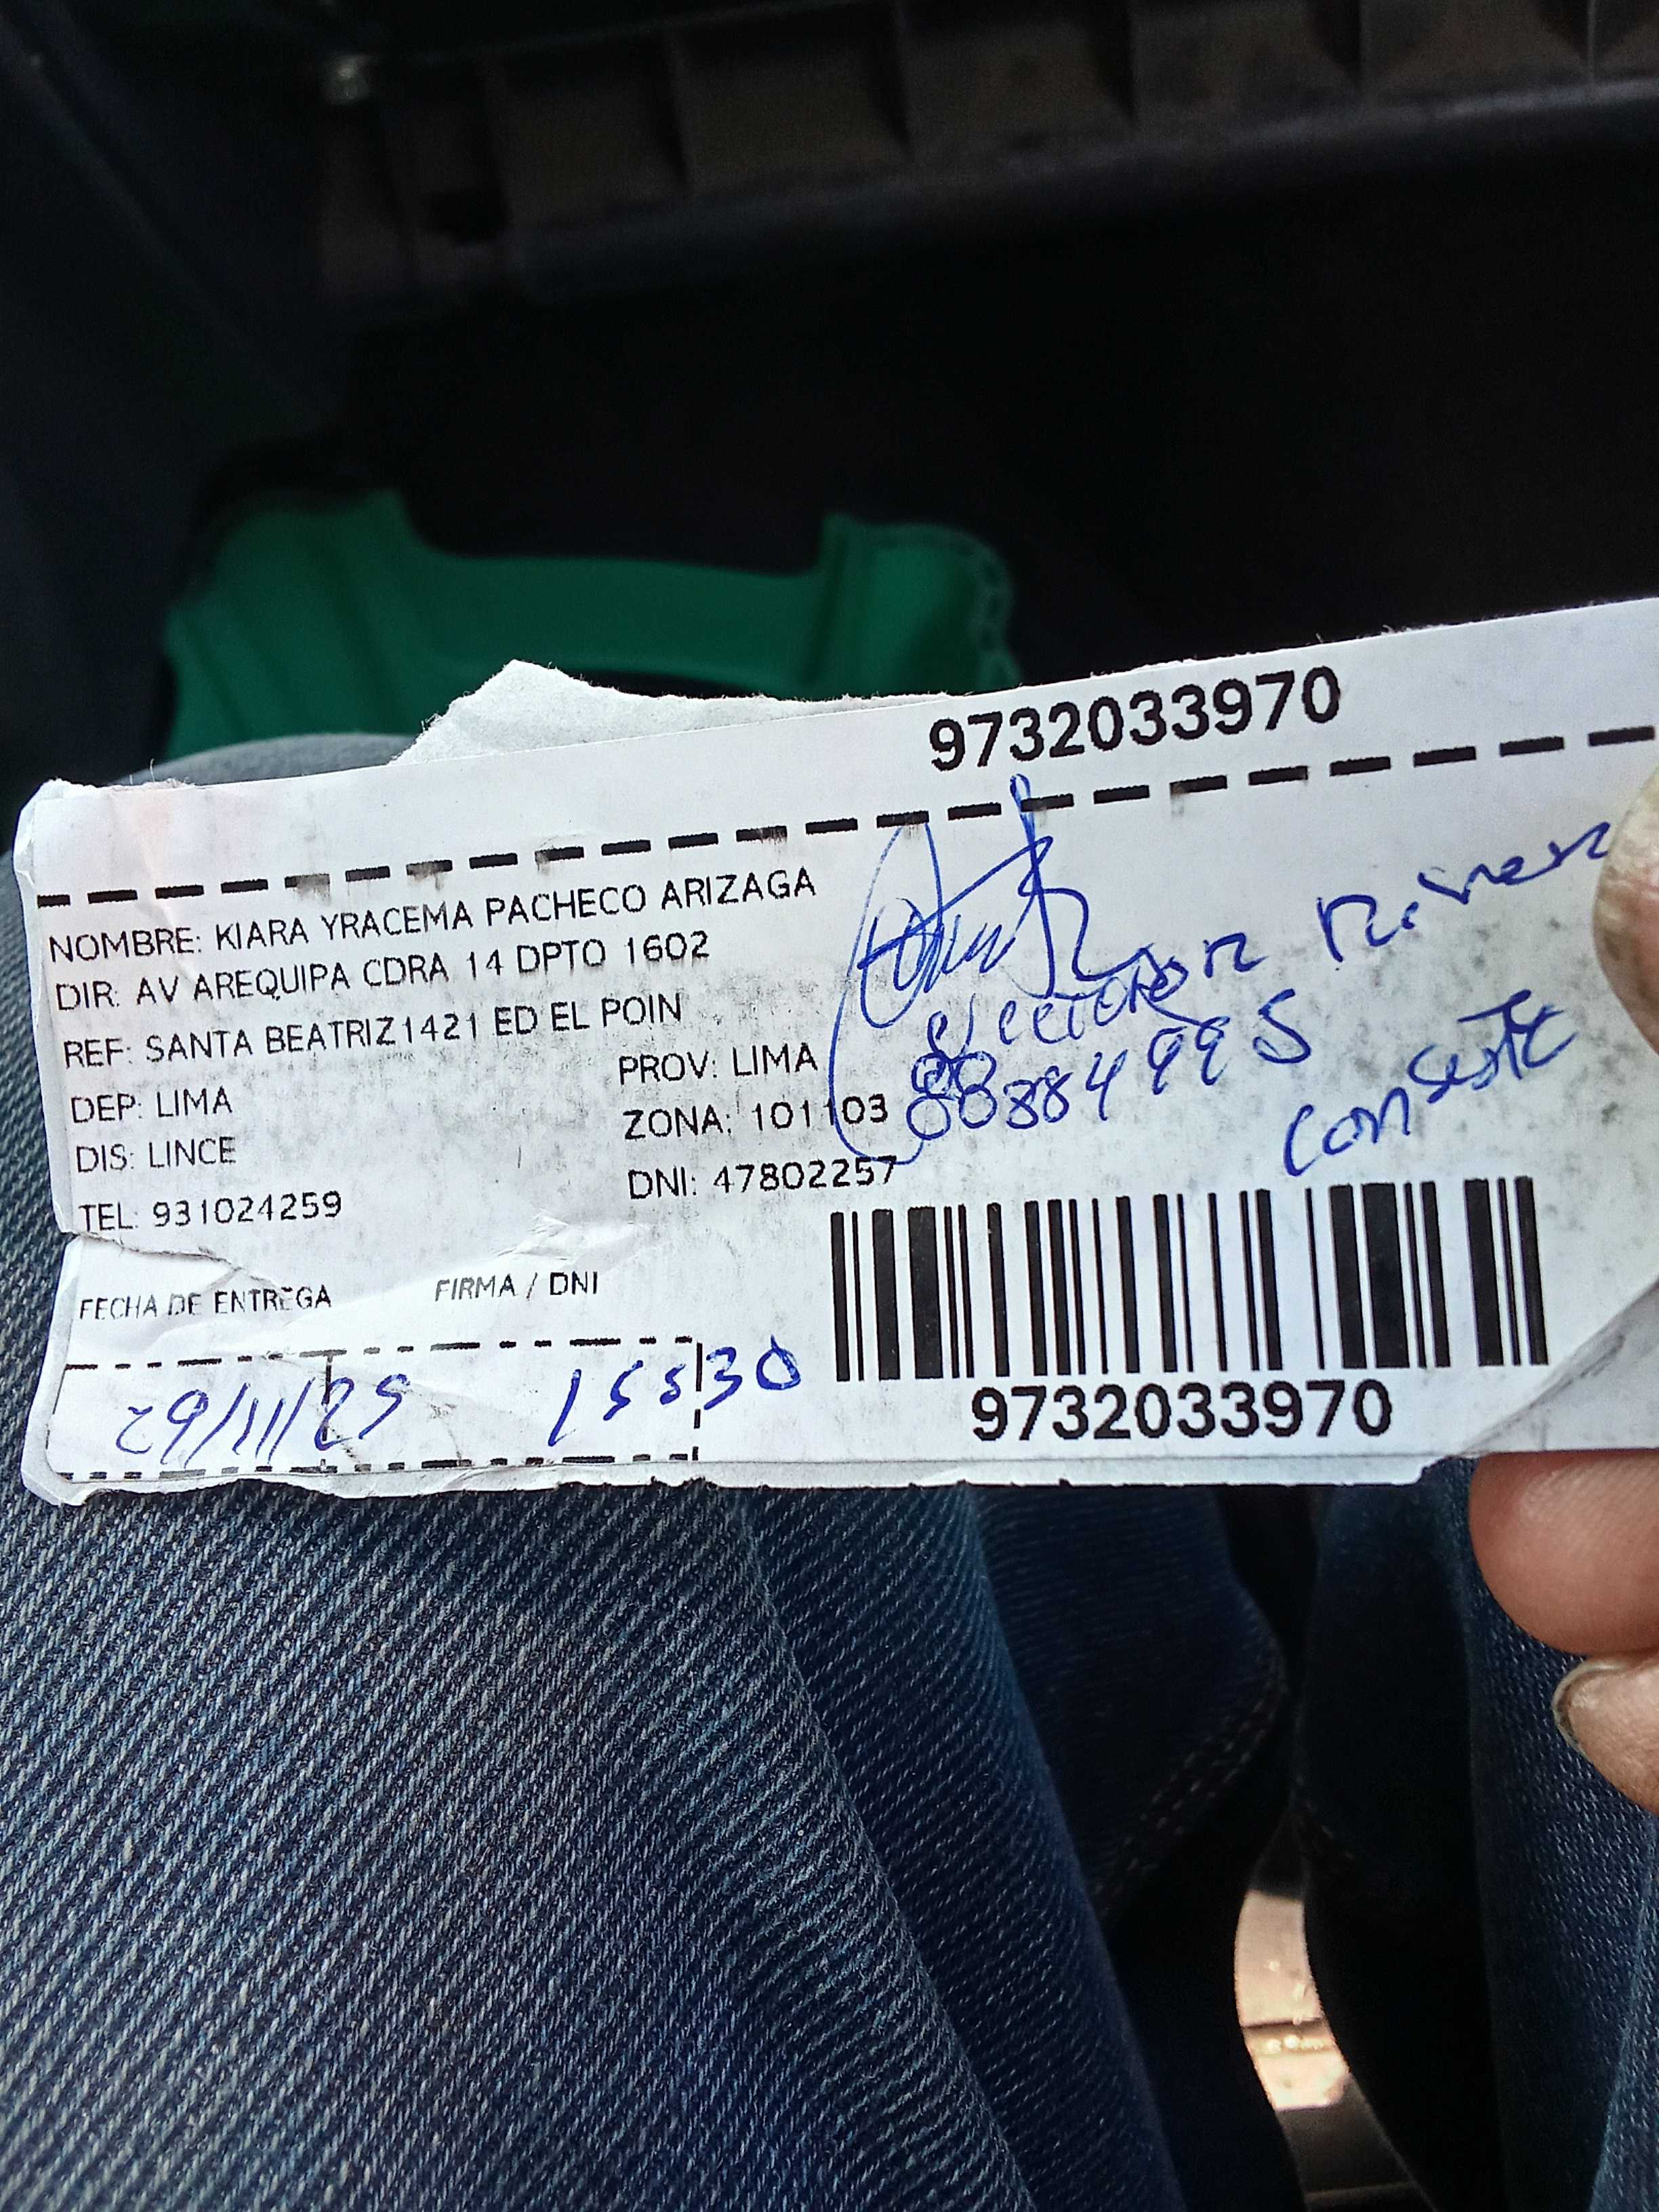 9732033970
NOMBRE: KIARA YRACEMA PACHECO ARIZAGA
DIR: AV AREQUIPA CDRA 14 DPTO 1602
REF: SANTA BEATRIZ1421 ED EL POIN
DEP: LIMA
PROV: LIMA
DIS: LINCE
ZONA: 101103
TEL: 931024259
DNI: 47802257
FECHA DE ENTREGA
FIRMA / DNI
29/11/25
15:30
9732033970